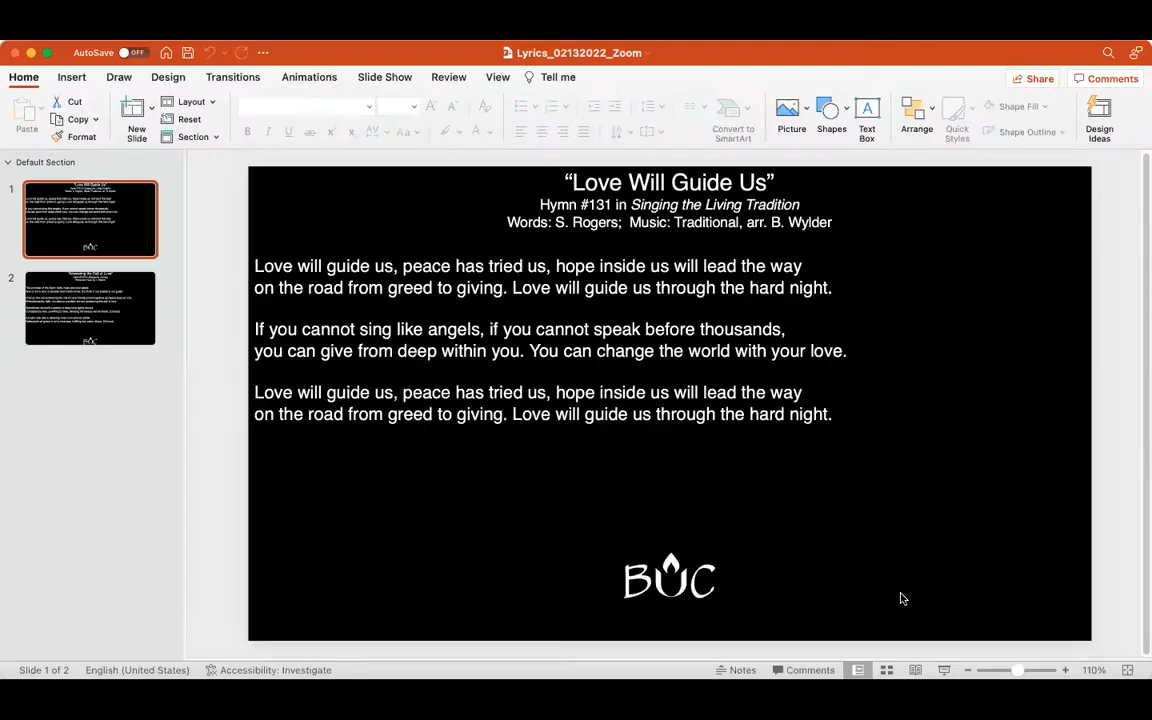 AutoSave OFF
Lyrics_02132022_Zoom
Home Insert Draw Design Transitions Animations Slide Show Review View Tell me
Share Comments
Paste
Cut
Copy
Format
New Slide
Layout
Reset
Section
Convert to SmartArt
Picture
Shapes
Text Box
Arrange
Quick Styles
Shape Fill
Shape Outline
Design Ideas
Default Section
1
2
“Love Will Guide Us”
Hymn #131 in Singing the Living Tradition
Words: S. Rogers; Music: Traditional, arr. B. Wylder
Love will guide us, peace has tried us, hope inside us will lead the way
on the road from greed to giving. Love will guide us through the hard night.
If you cannot sing like angels, if you cannot speak before thousands,
you can give from deep within you. You can change the world with your love.
Love will guide us, peace has tried us, hope inside us will lead the way
on the road from greed to giving. Love will guide us through the hard night.
BUC
Slide 1 of 2 English (United States) Accessibility: Investigate Notes Comments 110%